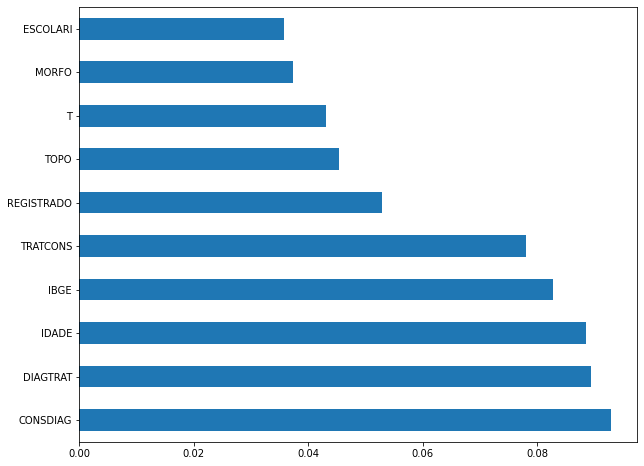 ESCOLARI
MORFO
T
TOPO
REGISTRADO
TRATCONS
IBGE
IDADE
DIAGTRAT
CONSDIAG
0.00 0.02 0.04 0.06 0.08